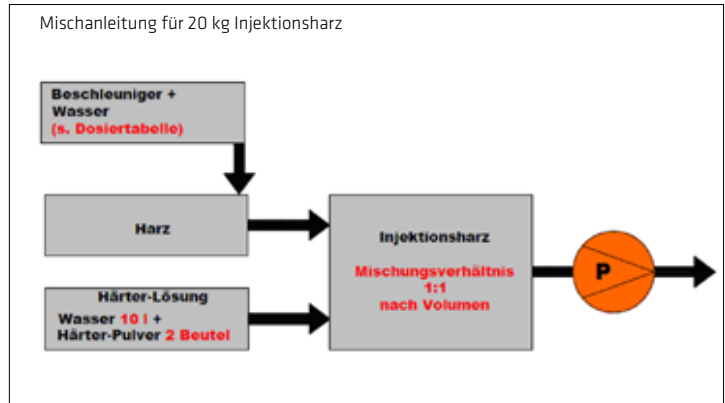 Mischanleitung für 20 kg Injektionsharz
Beschleuniger +
Wasser
(s. Dosiertabelle)
Harz
Härter-Lösung
Wasser 10 l +
Härter-Pulver 2 Beutel
Injektionsharz
Mischungsverhältnis
1:1
nach Volumen
P